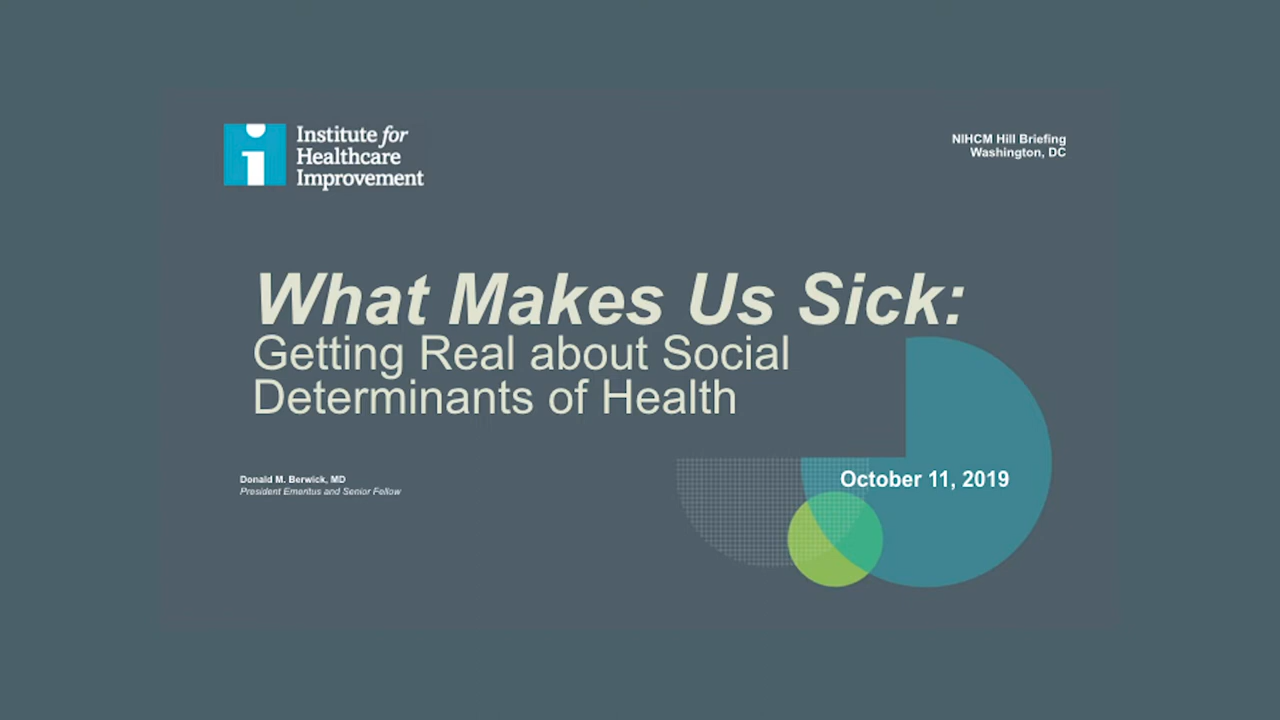 Institute for
Healthcare
Improvement
NIHCM Hill Briefing
Washington, DC
What Makes Us Sick:
Getting Real about Social
Determinants of Health
Donald M. Berwick, MD
President Emeritus and Senior Fellow
October 11, 2019